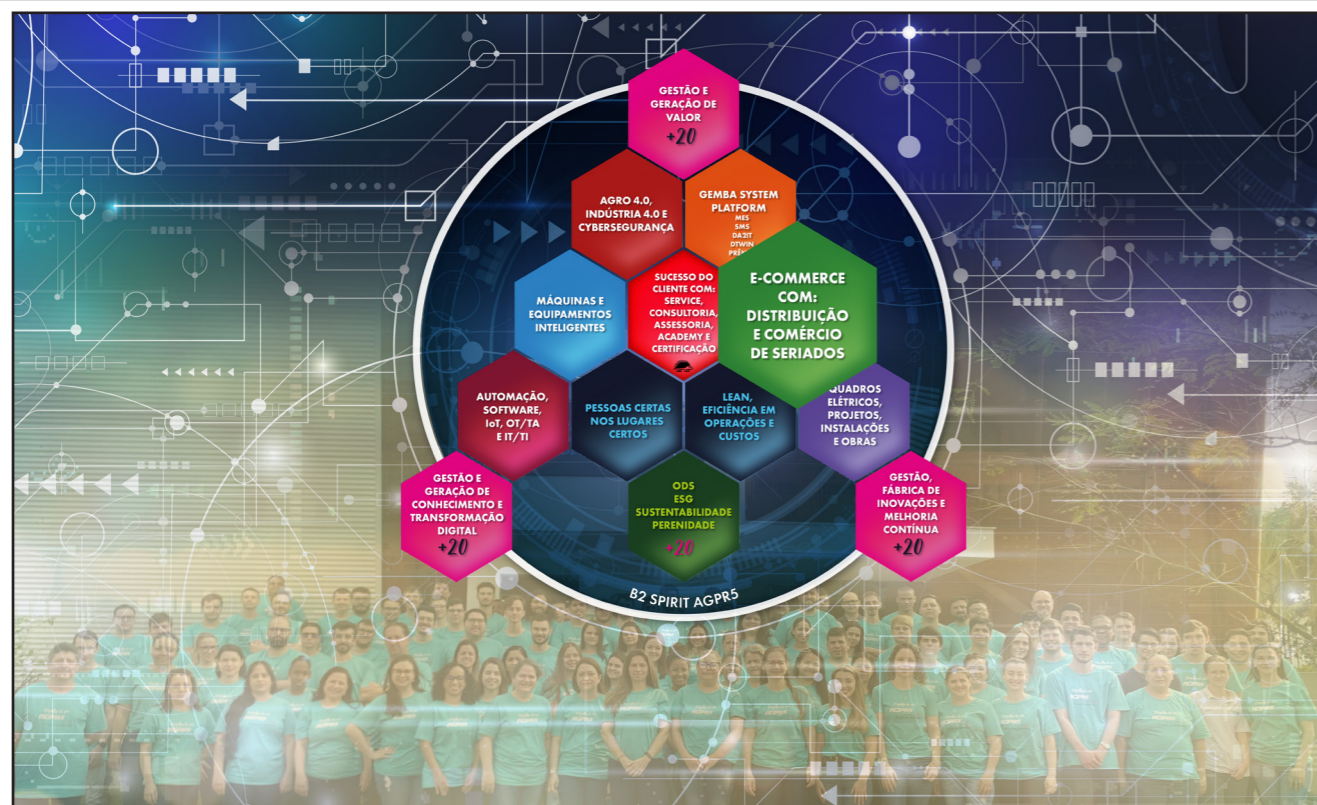 GESTÃO E
GERAÇÃO DE
VALOR
+20
AGRO 4.0,
INDÚSTRIA 4.0 E
CYBERSEGURANÇA
GEMBA SYSTEM
PLATFORM
MES
SMS
DA2IT
DTWIN
MÁQUINAS E
EQUIPAMENTOS
INTELIGENTES
SUCESSO DO
CLIENTE COM:
SERVICE,
CONSULTORIA,
ASSESSORIA,
ACADEMY E
CERTIFICAÇÃO
E-COMMERCE
COM:
DISTRIBUIÇÃO
E COMÉRCIO
DE SERIADOS
AUTOMAÇÃO,
SOFTWARE,
IoT, OT/TA
E IT/TI
PESSOAS CERTAS
NOS LUGARES
CERTOS
LEAN,
EFICIÊNCIA EM
OPERAÇÕES E
CUSTOS
QUADROS
ELÉTRICOS,
PROJETOS,
INSTALAÇÕES
E OBRAS
GESTÃO E
GERAÇÃO DE
CONHECIMENTO E
TRANSFORMAÇÃO
DIGITAL
+20
ODS
ESG
SUSTENTABILIDADE
PERENIDADE
+20
GESTÃO,
FÁBRICA DE
INOVAÇÕES E
MELHORIA
CONTÍNUA
+20
B2 SPIRIT AGPR5